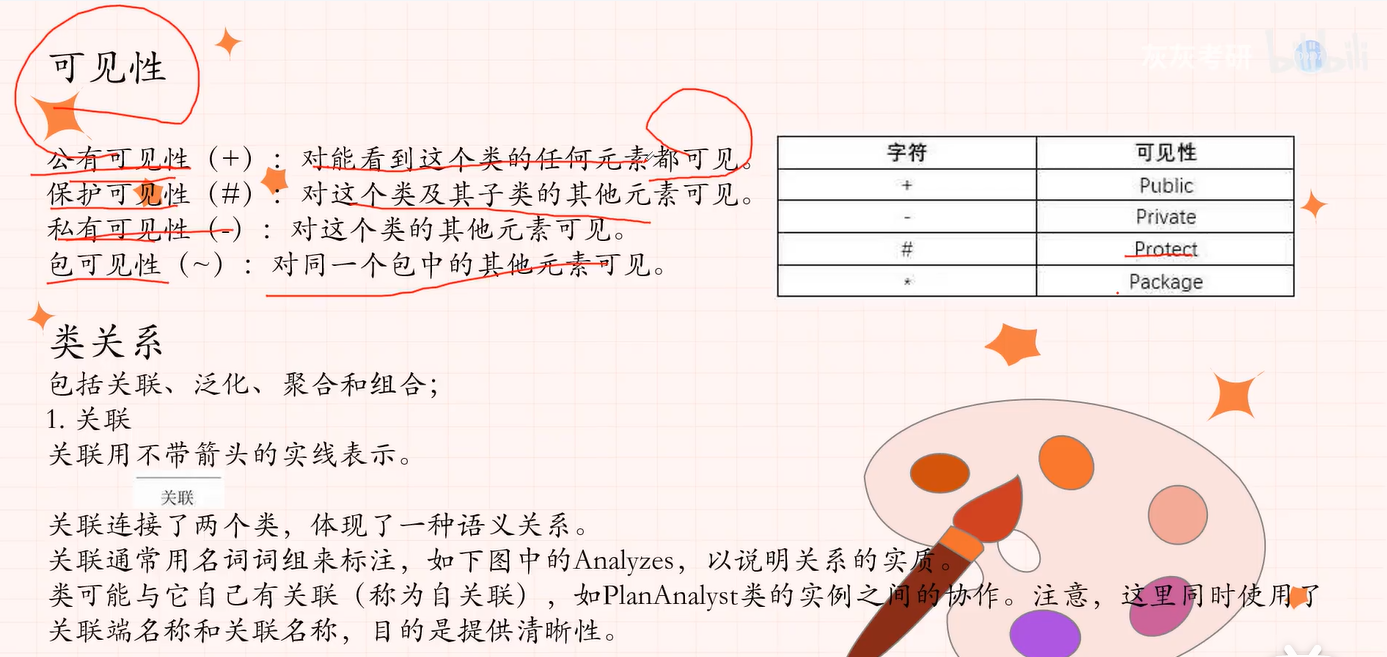 灰灰考研 bilibili
可见性
公有可见性（+）：对能看到这个类的任何元素都可见。
保护可见性（#）：对这个类及其子类的其他元素可见。
私有可见性（-）：对这个类的其他元素可见。
包可见性（~）：对同一个包中的其他元素可见。
字符 可见性
+ Public
- Private
# Protect
* Package
类关系
包括关联、泛化、聚合和组合；
1. 关联
关联用不带箭头的实线表示。
关联
关联连接了两个类，体现了一种语义关系。
关联通常用名词词组来标注，如下图中的Analyzes，以说明关系的实质。
类可能与它自己有关联（称为自关联），如PlanAnalyst类的实例之间的协作。注意，这里同时使用了
关联端名称和关联名称，目的是提供清晰性。